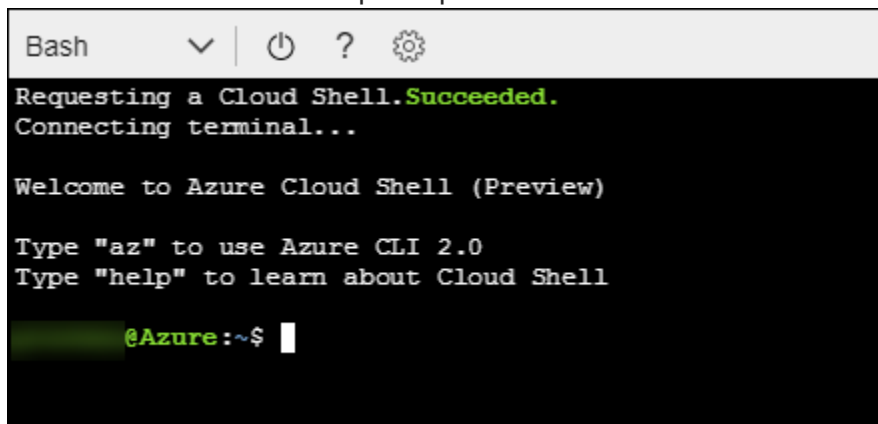 Bash
?
Requesting a Cloud Shell.Succeeded.
Connecting terminal...
Welcome to Azure Cloud Shell (Preview)
Type "az" to use Azure CLI 2.0
Type "help" to learn about Cloud Shell
@Azure:~$